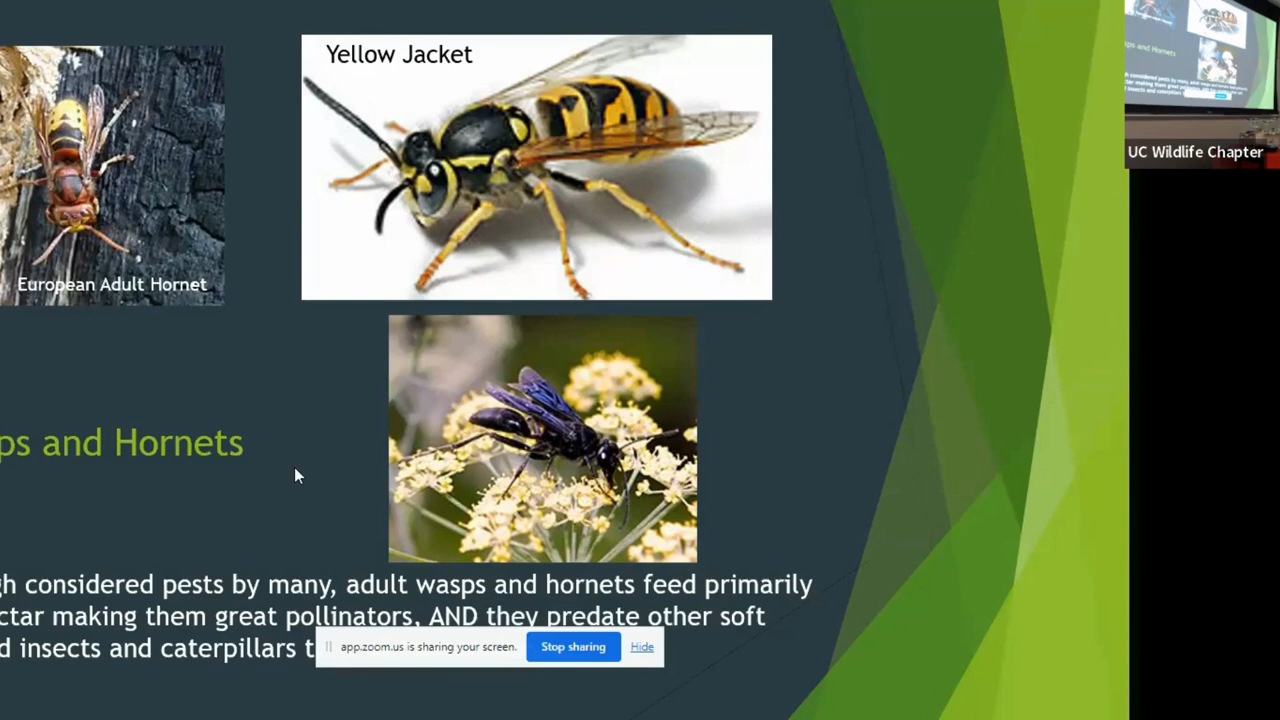 Yellow Jacket
European Adult Hornet
UC Wildlife Chapter
ps and Hornets
gh considered pests by many, adult wasps and hornets feed primarily
ctar making them great pollinators, AND they predate other soft
d insects and caterpillars t
app.zoom.us is sharing your screen. Stop sharing Hide